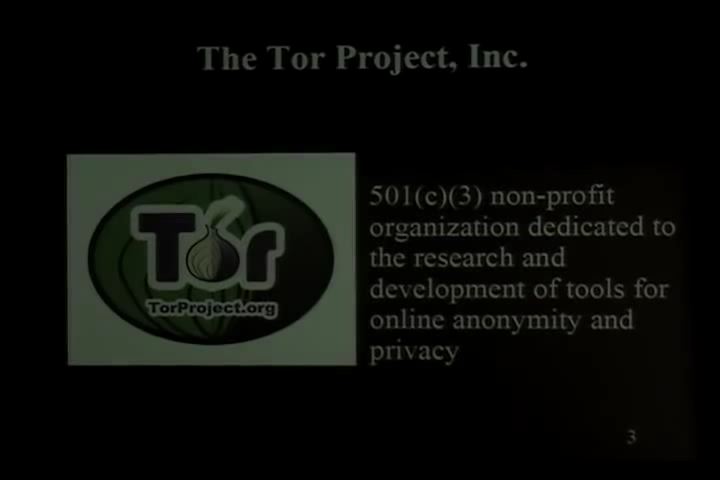 The Tor Project, Inc.
Tor
TorProject.org
501(c)(3) non-profit
organization dedicated to
the research and
development of tools for
online anonymity and
privacy
3